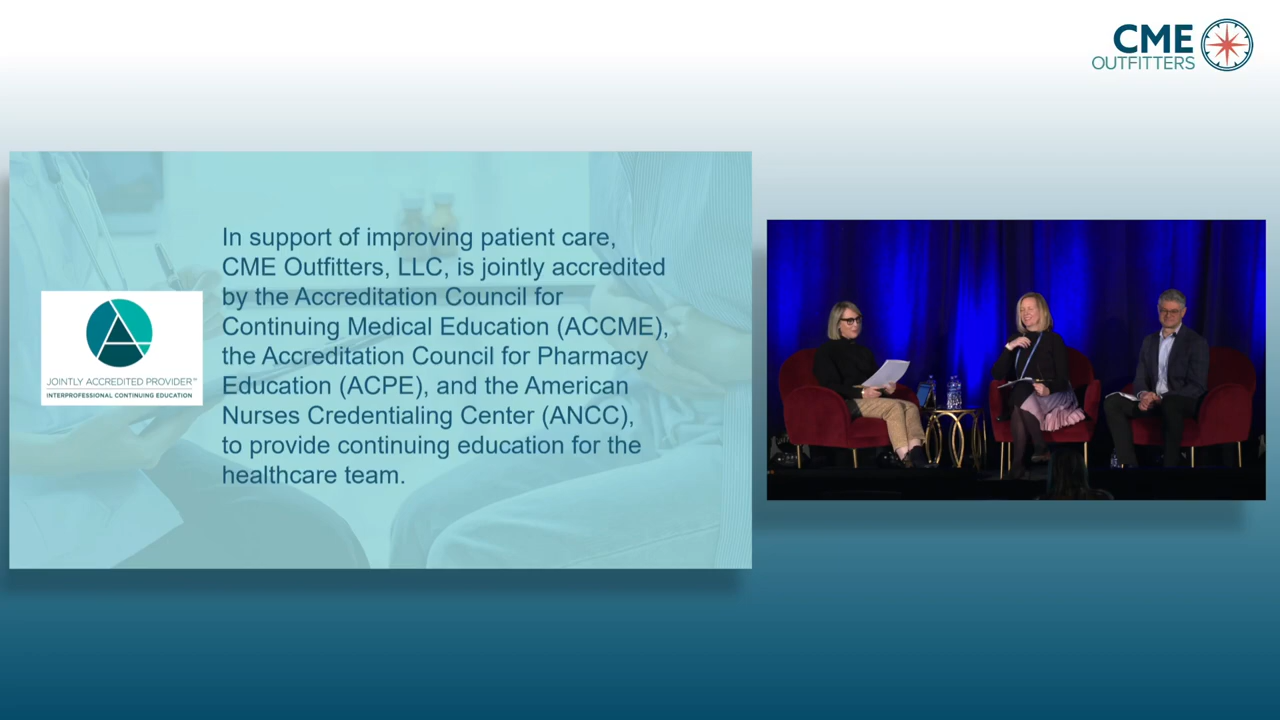 CME
OUTFITTERS
In support of improving patient care,
CME Outfitters, LLC, is jointly accredited
by the Accreditation Council for
Continuing Medical Education (ACCME),
the Accreditation Council for Pharmacy
Education (ACPE), and the American
Nurses Credentialing Center (ANCC),
to provide continuing education for the
healthcare team.
JOINTLY ACCREDITED PROVIDER™
INTERPROFESSIONAL CONTINUING EDUCATION